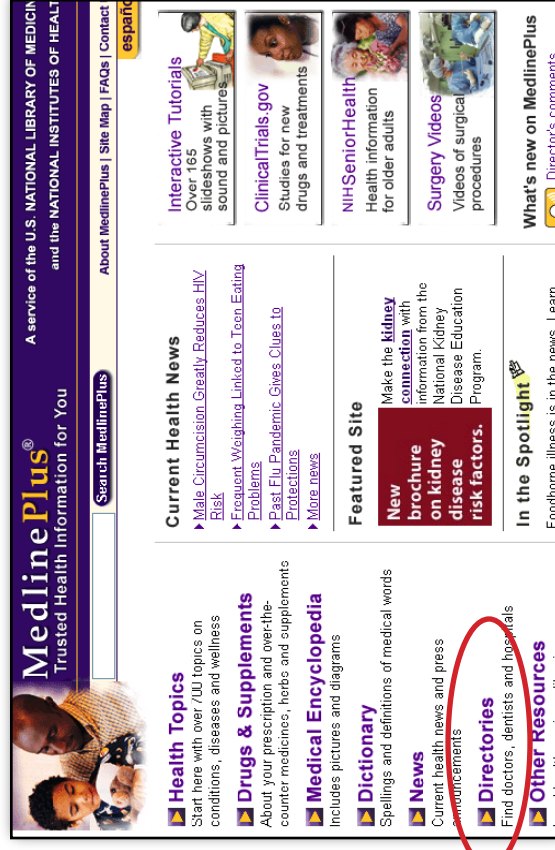 MedlinePlus®
Trusted Health Information for You
A service of the U.S. NATIONAL LIBRARY OF MEDICIN
and the NATIONAL INSTITUTES OF HEALT
Search MedlinePlus
About MedlinePlus | Site Map | FAQs | Contact
español
Health Topics
Start here with over 700 topics on
conditions, diseases and wellness
Drugs & Supplements
About your prescription and over-the-
counter medicines, herbs and supplements
Medical Encyclopedia
Includes pictures and diagrams
Dictionary
Spellings and definitions of medical words
News
Current health news and press
announcements
Directories
Find doctors, dentists and hospitals
Other Resources
Current Health News
Male Circumcision Greatly Reduces HIV
Risk
Frequent Weighing Linked to Teen Eating
Problems
Past Flu Pandemic Gives Clues to
Protections
More news
Featured Site
New
brochure
on kidney
disease
risk factors.
Make the kidney
connection with
information from the
National Kidney
Disease Education
Program.
In the Spotlight
Foodborne illness is in the news. Learn
Interactive Tutorials
Over 165
slideshows with
sound and pictures
ClinicalTrials.gov
Studies for new
drugs and treatments
NIHSeniorHealth
Health information
for older adults
Surgery Videos
Videos of surgical
procedures
What's new on MedlinePlus
Director's comments